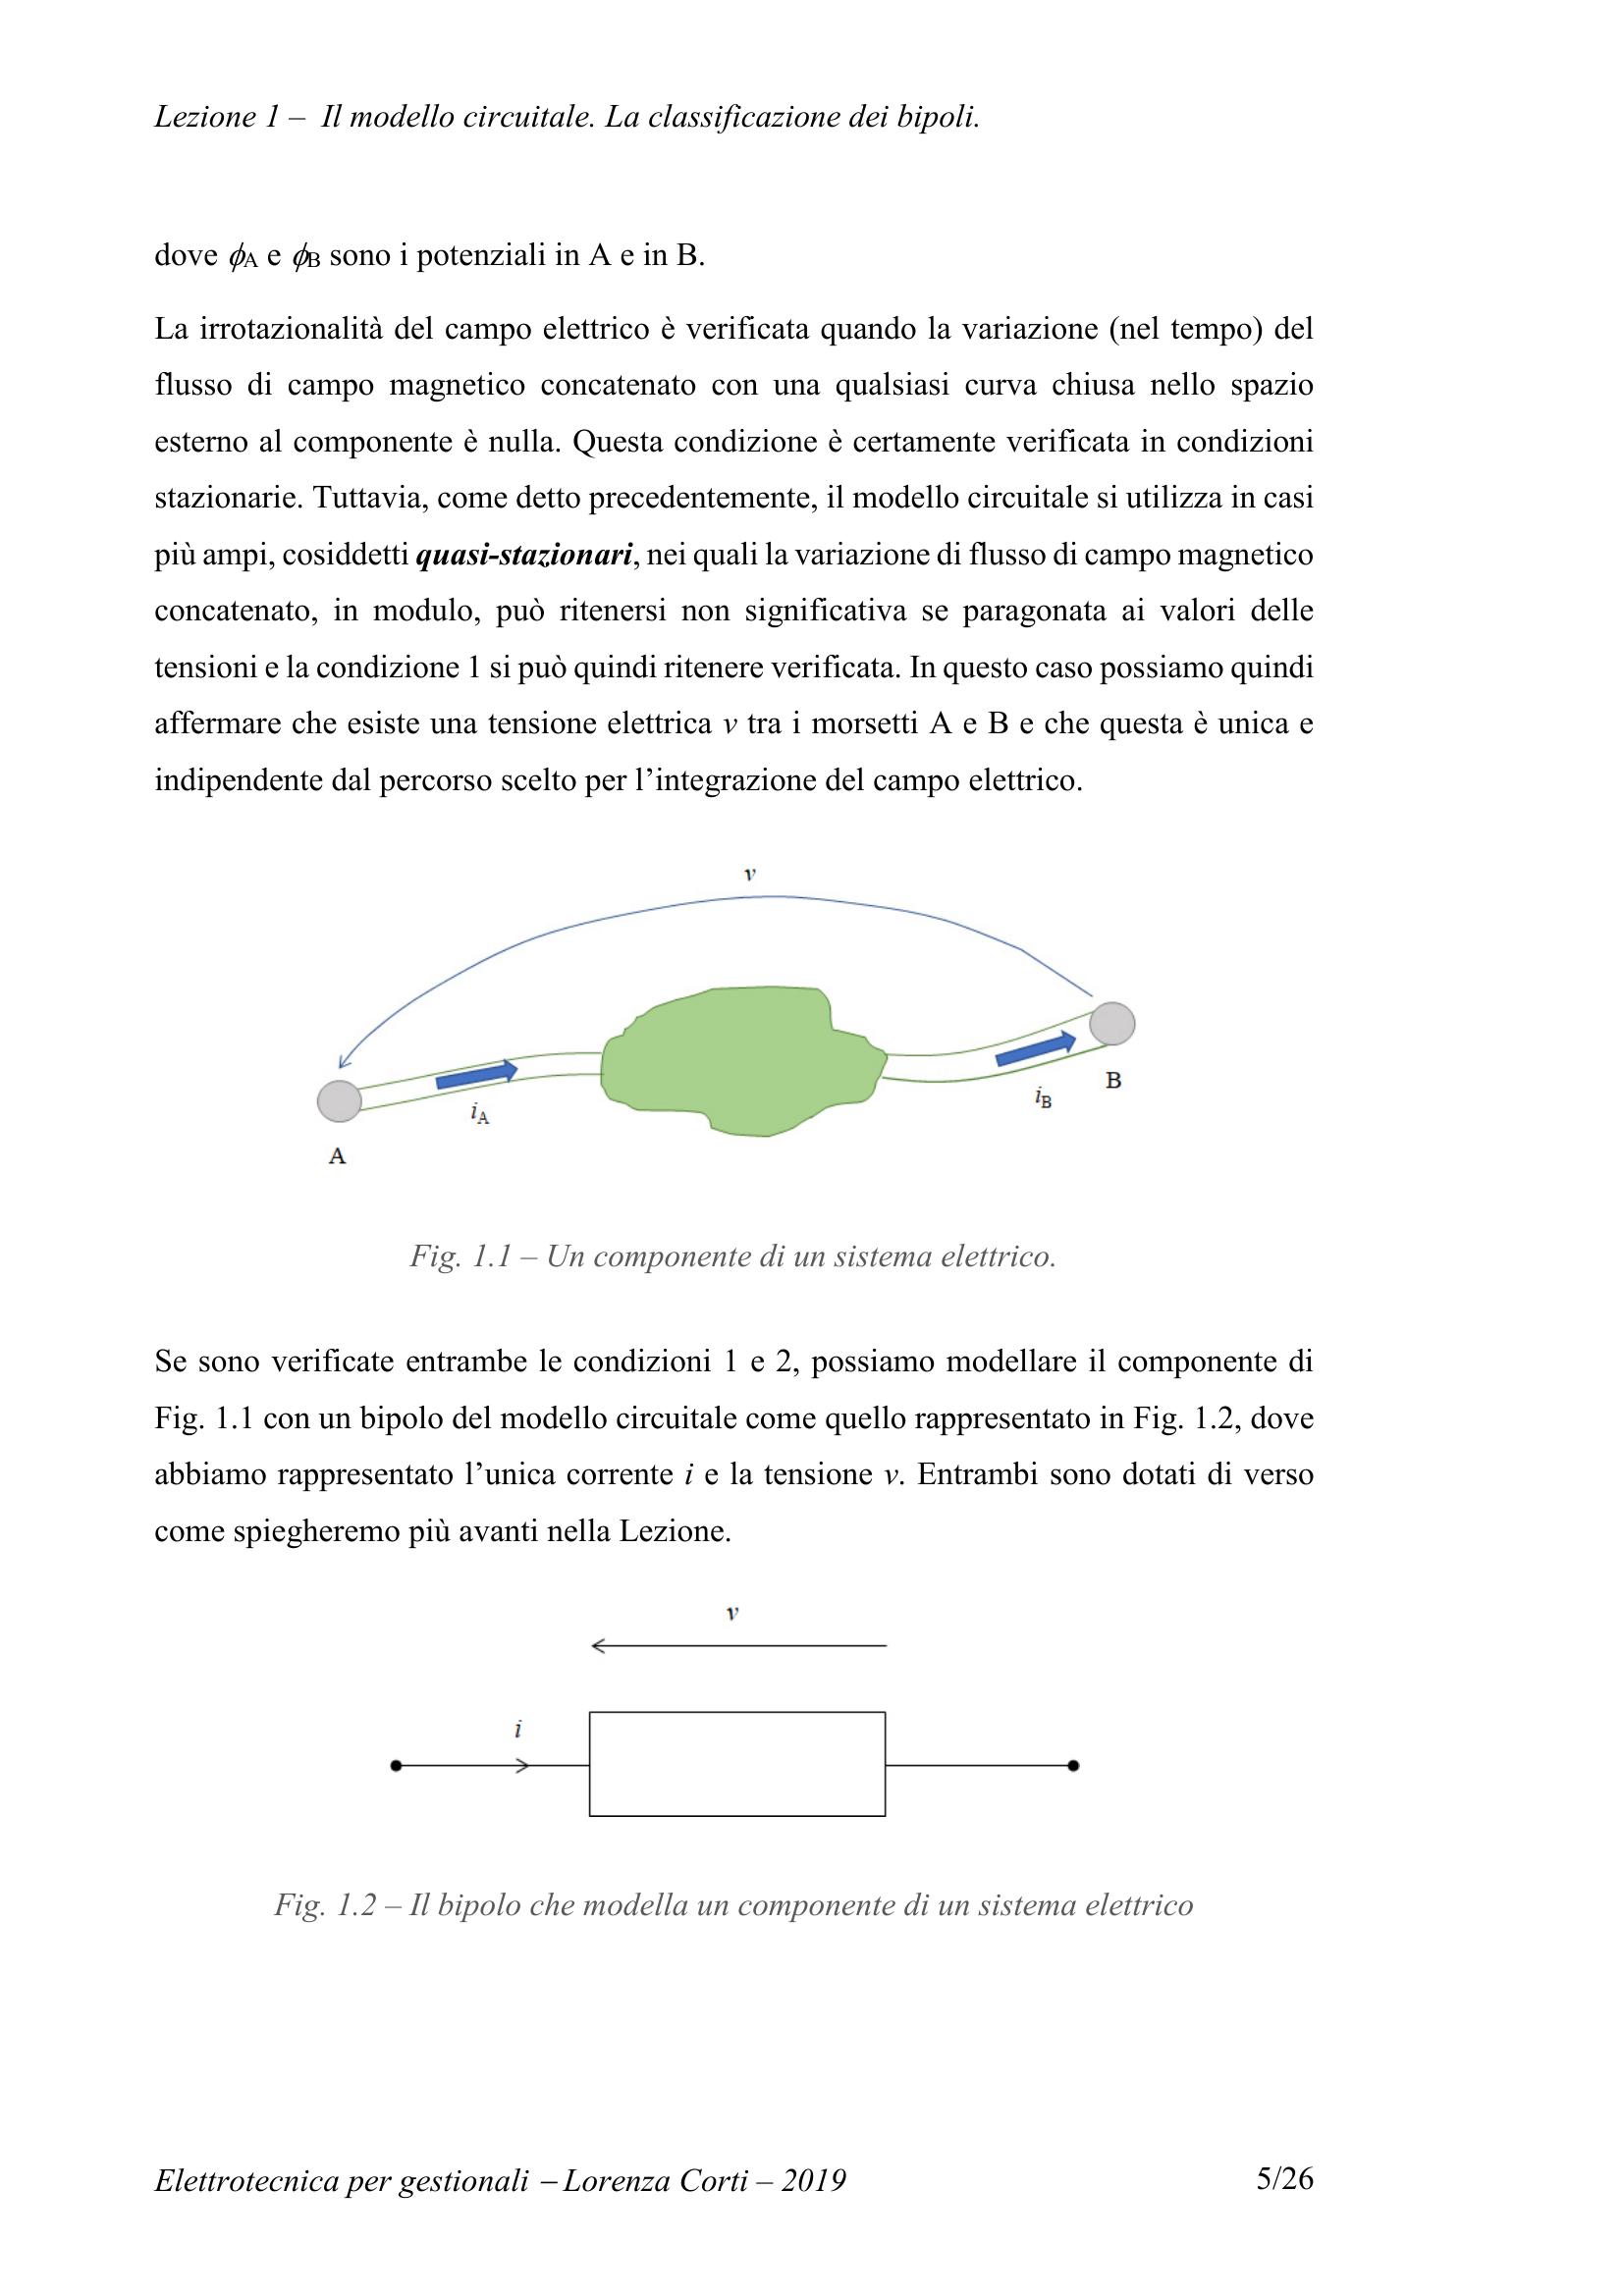 Lezione 1 – Il modello circuitale. La classificazione dei bipoli.
dove ϕA e ϕB sono i potenziali in A e in B.
La irrotazionalità del campo elettrico è verificata quando la variazione (nel tempo) del
flusso di campo magnetico concatenato con una qualsiasi curva chiusa nello spazio
esterno al componente è nulla. Questa condizione è certamente verificata in condizioni
stazionarie. Tuttavia, come detto precedentemente, il modello circuitale si utilizza in casi
più ampi, cosiddetti quasi-stazionari, nei quali la variazione di flusso di campo magnetico
concatenato, in modulo, può ritenersi non significativa se paragonata ai valori delle
tensioni e la condizione 1 si può quindi ritenere verificata. In questo caso possiamo quindi
affermare che esiste una tensione elettrica v tra i morsetti A e B e che questa è unica e
indipendente dal percorso scelto per l’integrazione del campo elettrico.
v
B
iB
iA
A
Fig. 1.1 – Un componente di un sistema elettrico.
Se sono verificate entrambe le condizioni 1 e 2, possiamo modellare il componente di
Fig. 1.1 con un bipolo del modello circuitale come quello rappresentato in Fig. 1.2, dove
abbiamo rappresentato l’unica corrente i e la tensione v. Entrambi sono dotati di verso
come spiegheremo più avanti nella Lezione.
v
i
Fig. 1.2 – Il bipolo che modella un componente di un sistema elettrico
Elettrotecnica per gestionali – Lorenza Corti – 2019 5/26